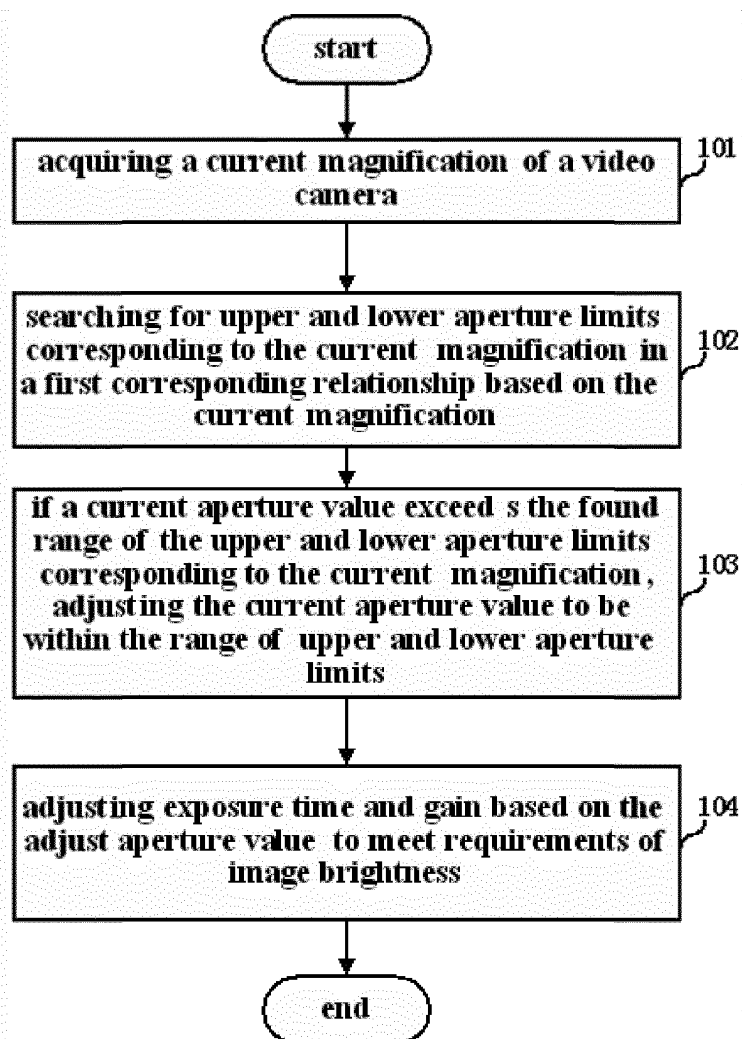 start
acquiring a current magnification of a video
camera
101
searching for upper and lower aperture limits
corresponding to the current magnification in
a first corresponding relationship based on the
current magnification
102
if a current aperture value exceed s the found
range of the upper and lower aperture limits
corresponding to the current magnification,
adjusting the current aperture value to be
within the range of upper and lower aperture
limits
103
adjusting exposure time and gain based on the
adjust aperture value to meet requirements of
image brightness
104
end